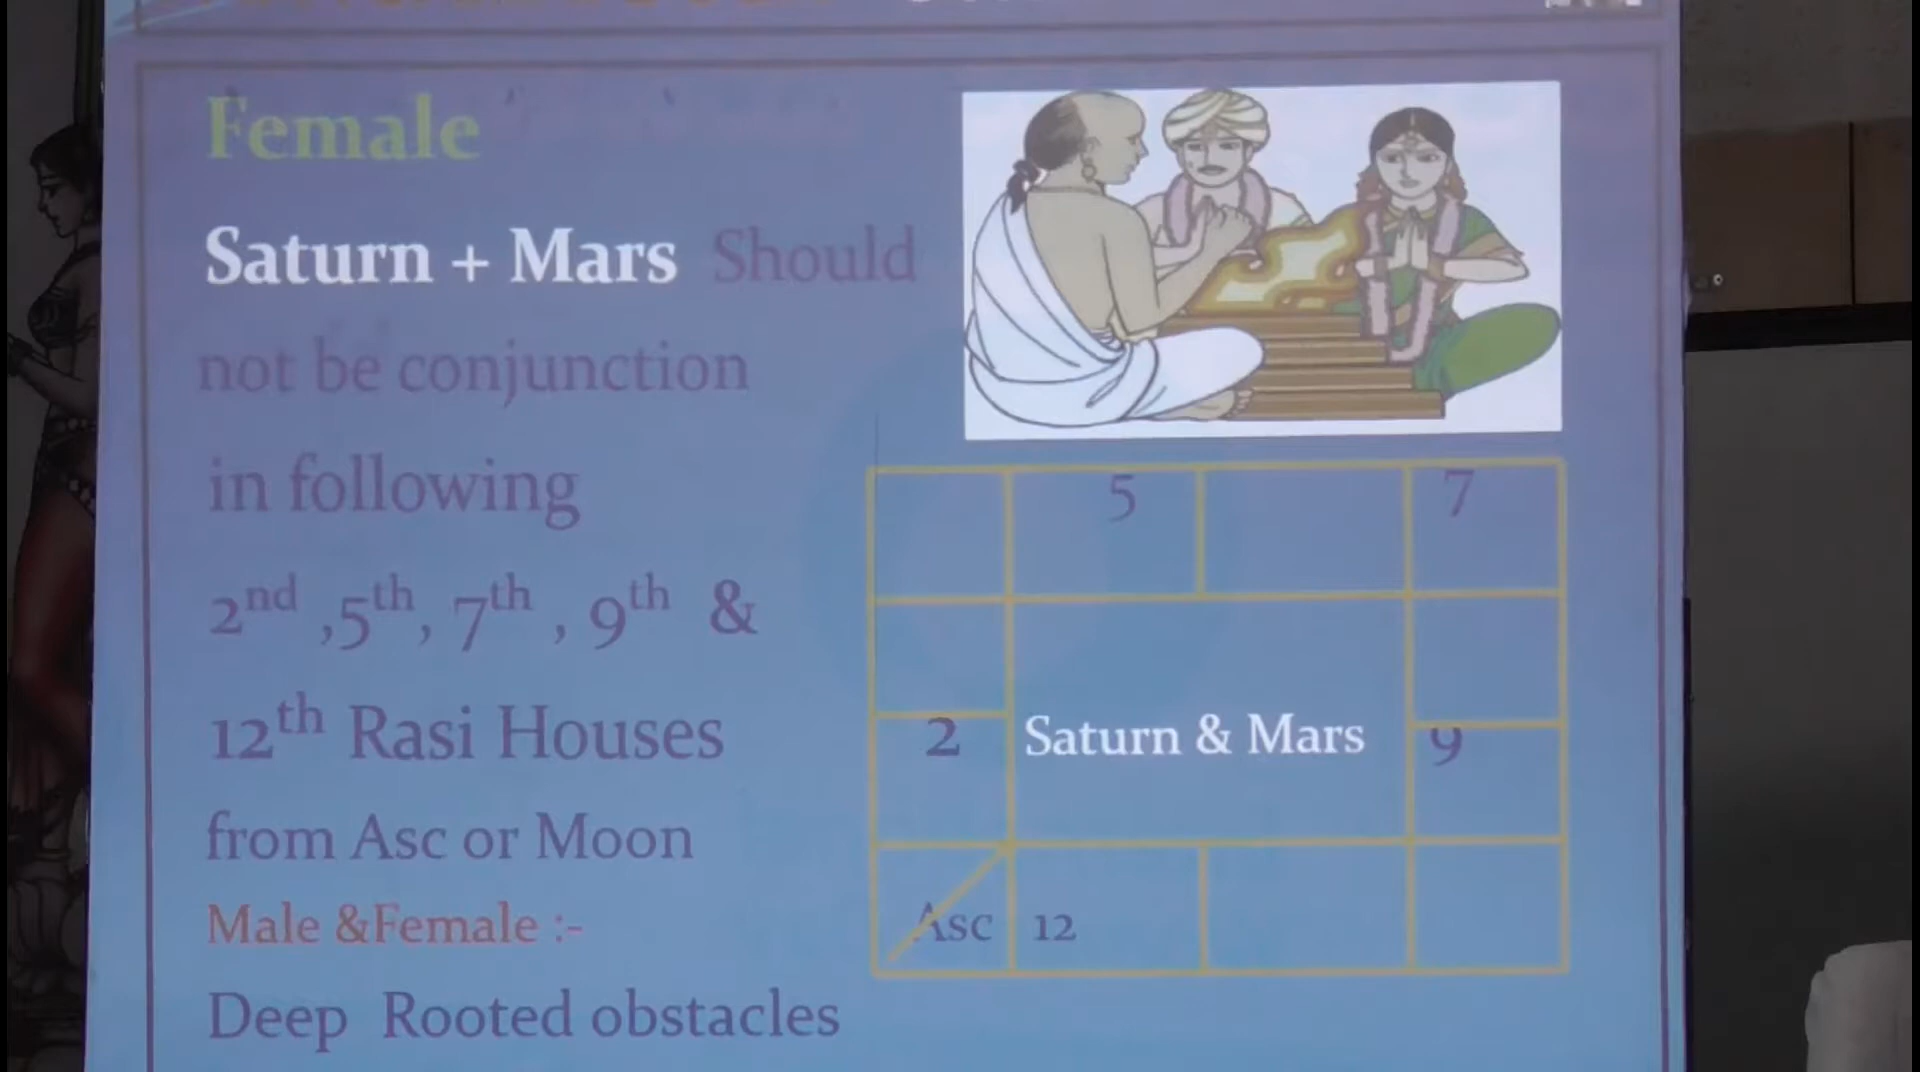 Female
Saturn + Mars Should
not be conjunction
in following
2nd ,5th, 7th , 9th &
12th Rasi Houses
from Asc or Moon
Male &Female :-
Deep Rooted obstacles
5 7
2 Saturn & Mars 9
Asc 12